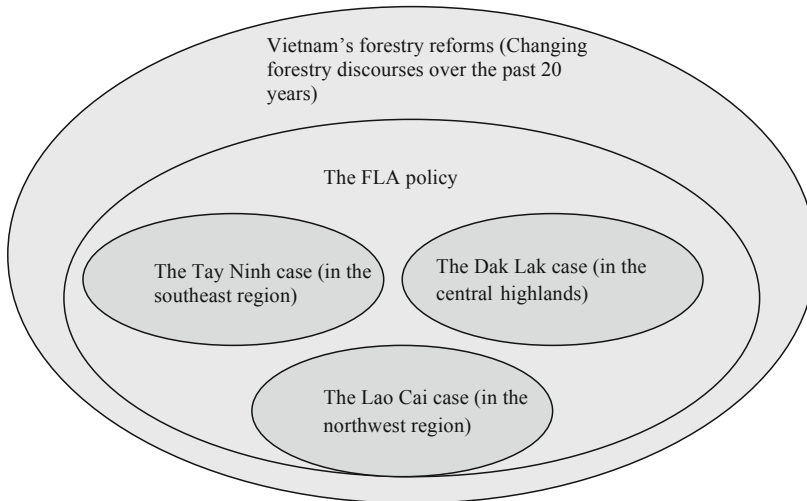 Vietnam’s forestry reforms (Changing
forestry discourses over the past 20
years)
The FLA policy
The Tay Ninh case (in the
southeast region)
The Dak Lak case (in the
central highlands)
The Lao Cai case (in the
northwest region)